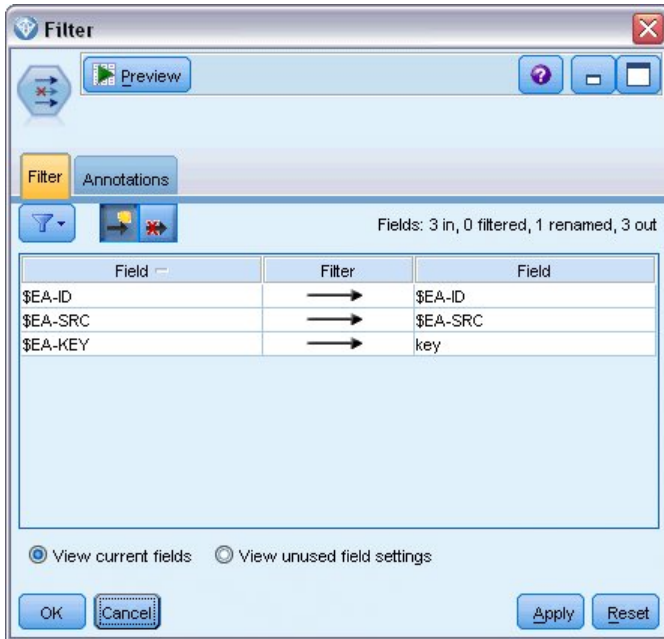 Filter
Preview
?
Filter
Annotations
Fields: 3 in, 0 filtered, 1 renamed, 3 out
Field Filter Field
$EA-ID $EA-ID
$EA-SRC $EA-SRC
$EA-KEY key
View current fields View unused field settings
OK Cancel Apply Reset